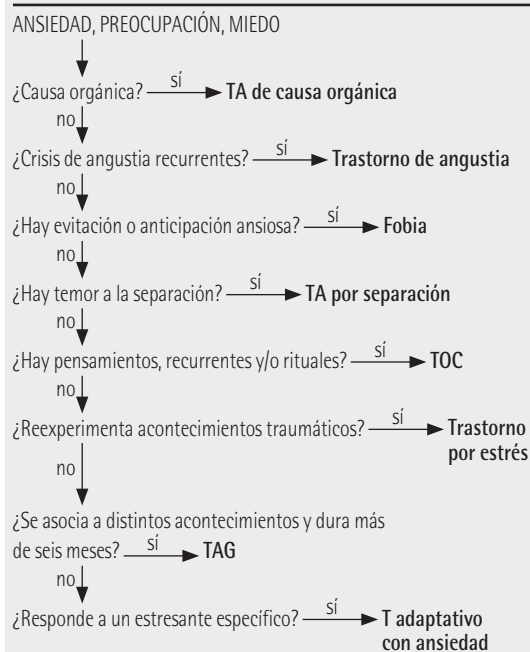 ANSIEDAD, PREOCUPACIÓN, MIEDO
¿Causa orgánica? sí TA de causa orgánica
no
¿Crisis de angustia recurrentes? sí Trastorno de angustia
no
¿Hay evitación o anticipación ansiosa? sí Fobia
no
¿Hay temor a la separación? sí TA por separación
no
¿Hay pensamientos, recurrentes y/o rituales? sí TOC
no
¿Reexperimenta acontecimientos traumáticos? sí Trastorno
por estrés
no
¿Se asocia a distintos acontecimientos y dura más
de seis meses? sí TAG
no
¿Responde a un estresante específico? sí T adaptativo
con ansiedad